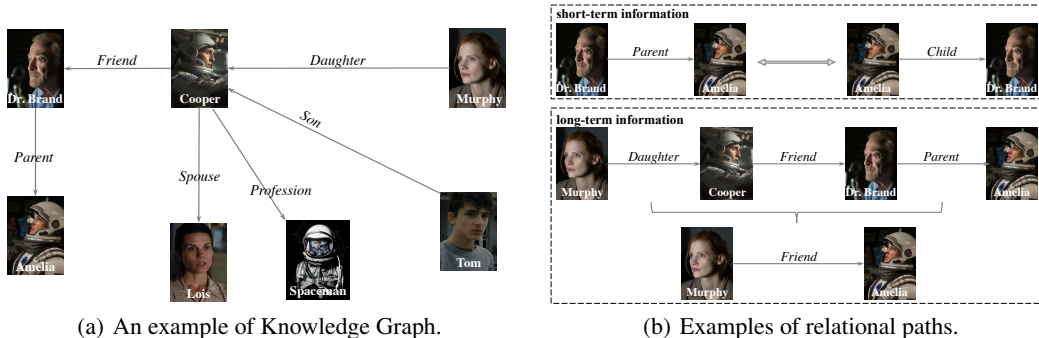 Friend
Daughter
Dr. Brand
Cooper
Murphy
Son
Parent
Spouse
Profession
Amelia
Lois
Spaceman
Tom
(a) An example of Knowledge Graph.
short-term information
Parent
Child
Dr. Brand
Amelia
Amelia
Dr. Brand
long-term information
Daughter
Friend
Parent
Murphy
Cooper
Dr. Brand
Amelia
Friend
Murphy
Amelia
(b) Examples of relational paths.